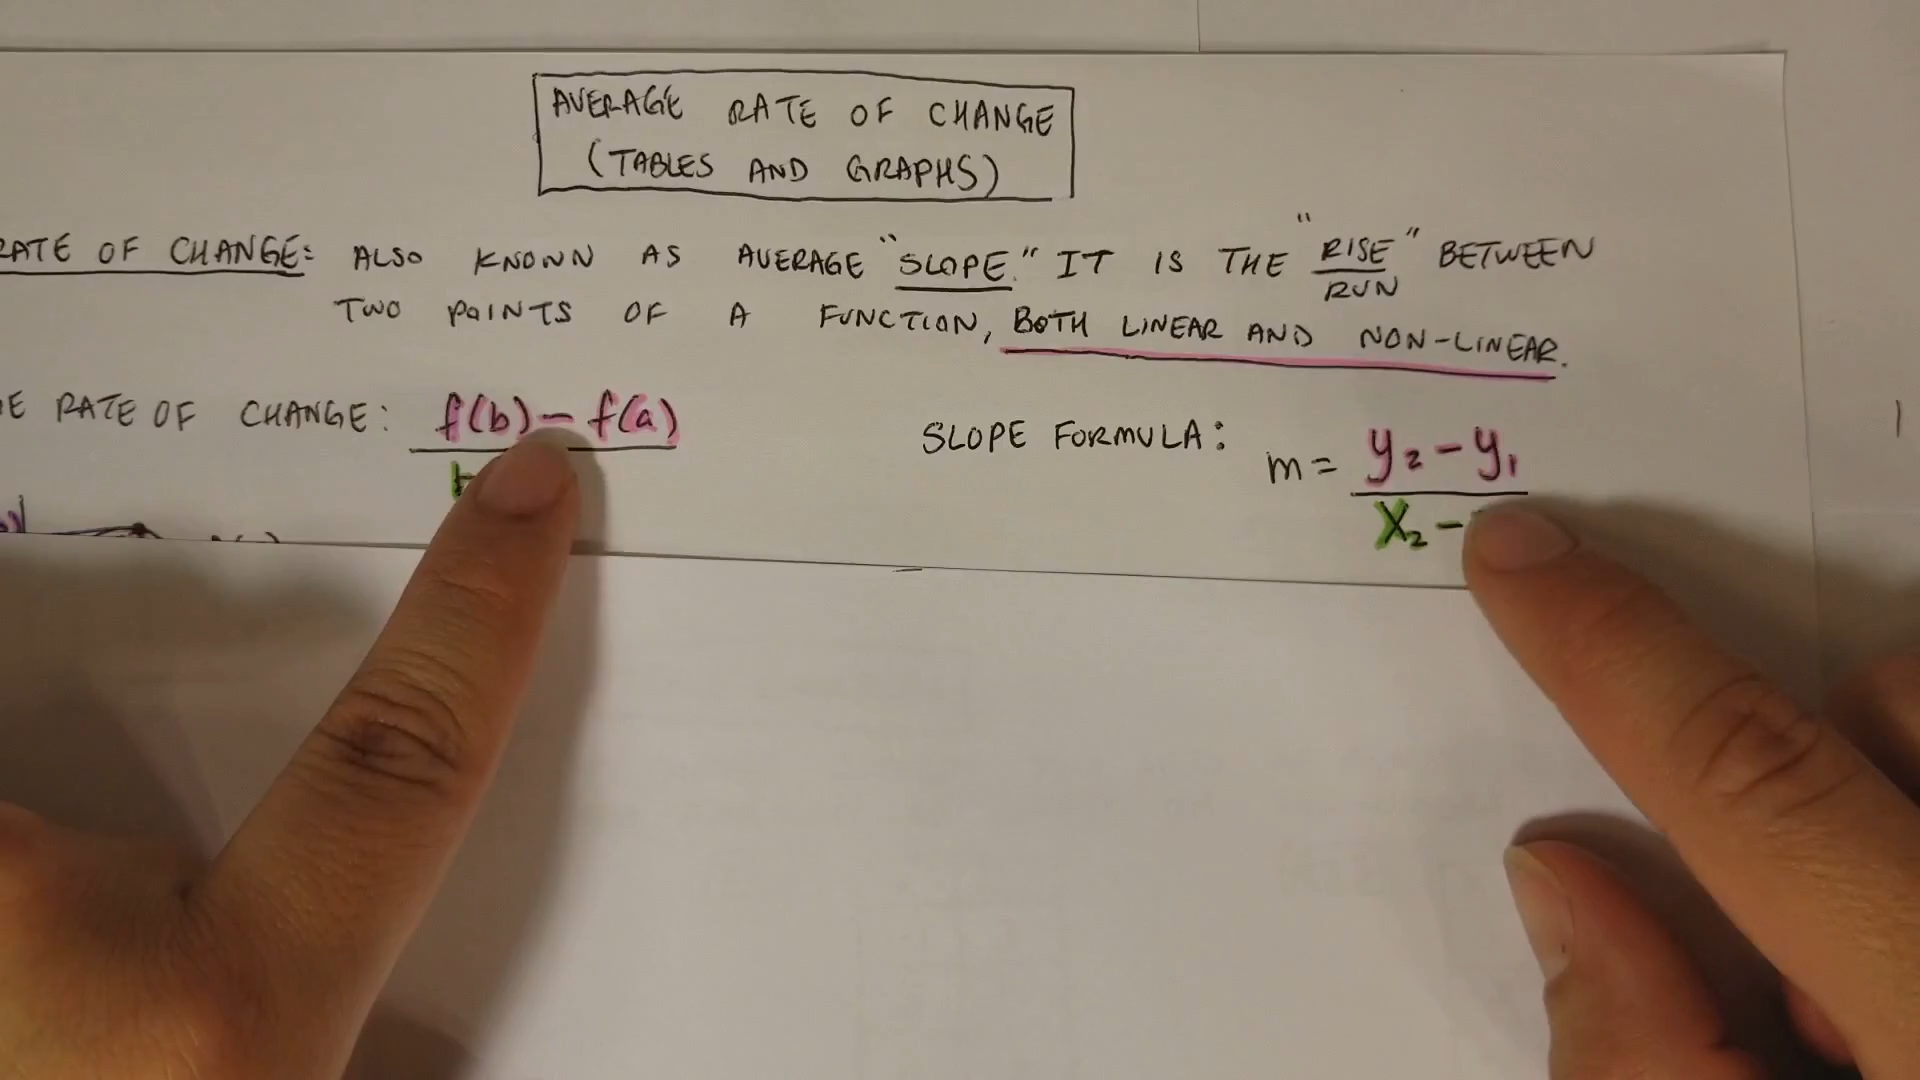 AVERAGE RATE OF CHANGE
(TABLES AND GRAPHS)
RATE OF CHANGE: ALSO KNOWN AS AVERAGE "SLOPE." IT IS THE "RISE/RUN" BETWEEN
TWO POINTS OF A FUNCTION, BOTH LINEAR AND NON-LINEAR.
E RATE OF CHANGE: f(b) - f(a)
SLOPE FORMULA: m = y₂ - y₁
X₂ -